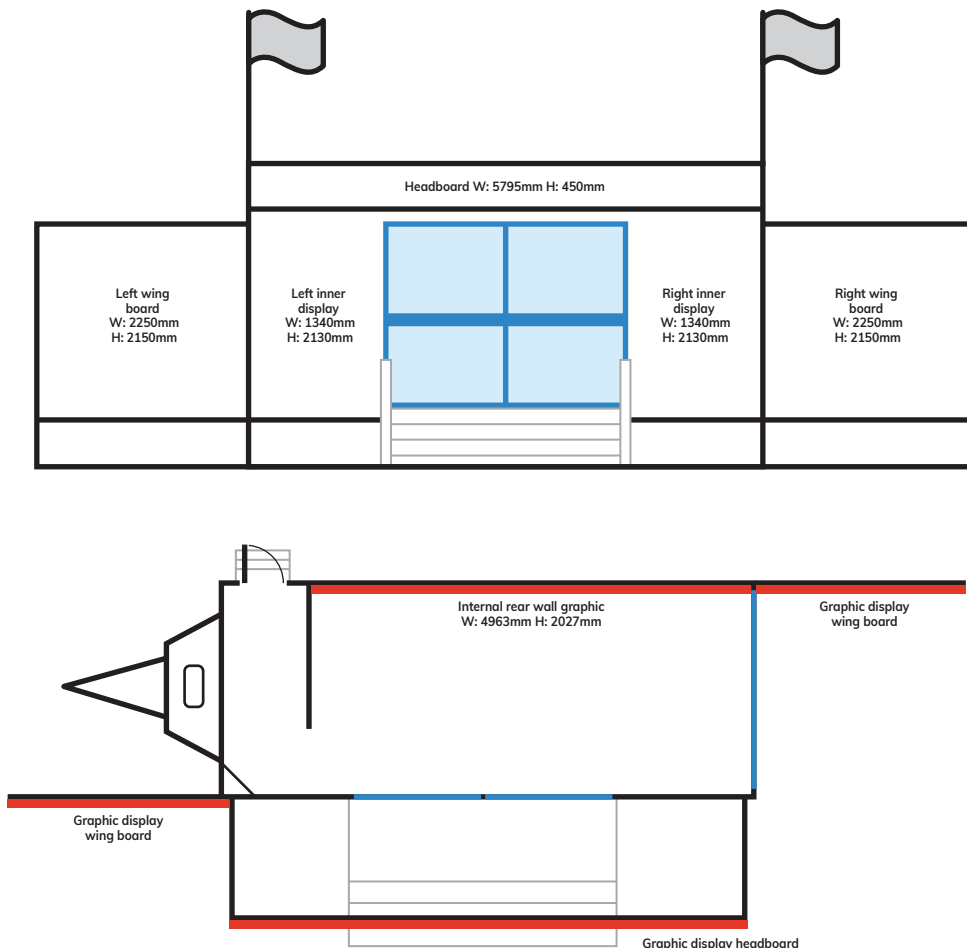 Headboard W: 5795mm H: 450mm
Left wing
board
W: 2250mm
H: 2150mm
Left inner
display
W: 1340mm
H: 2130mm
Right inner
display
W: 1340mm
H: 2130mm
Right wing
board
W: 2250mm
H: 2150mm
Internal rear wall graphic
W: 4963mm H: 2027mm
Graphic display
wing board
Graphic display
wing board
Graphic display headboard